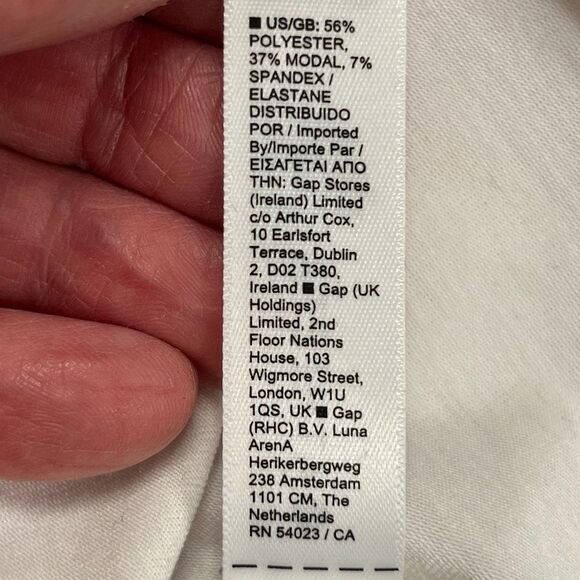 ■ US/GB: 56%
POLYESTER,
37% MODAL, 7%
SPANDEX /
ELASTANE
DISTRIBUIDO
POR / Imported
By/Importe Par /
ΕΙΣΑΓΕΤΑΙ ΑΠΟ
ΤΗΝ: Gap Stores
(Ireland) Limited
c/o Arthur Cox,
10 Earlsfort
Terrace, Dublin
2, D02 T380,
Ireland ■ Gap (UK
Holdings)
Limited, 2nd
Floor Nations
House, 103
Wigmore Street,
London, W1U
1QS, UK ■ Gap
(RHC) B.V. Luna
ArenA
Herikerbergweg
238 Amsterdam
1101 CM, The
Netherlands
RN 54023 / CA